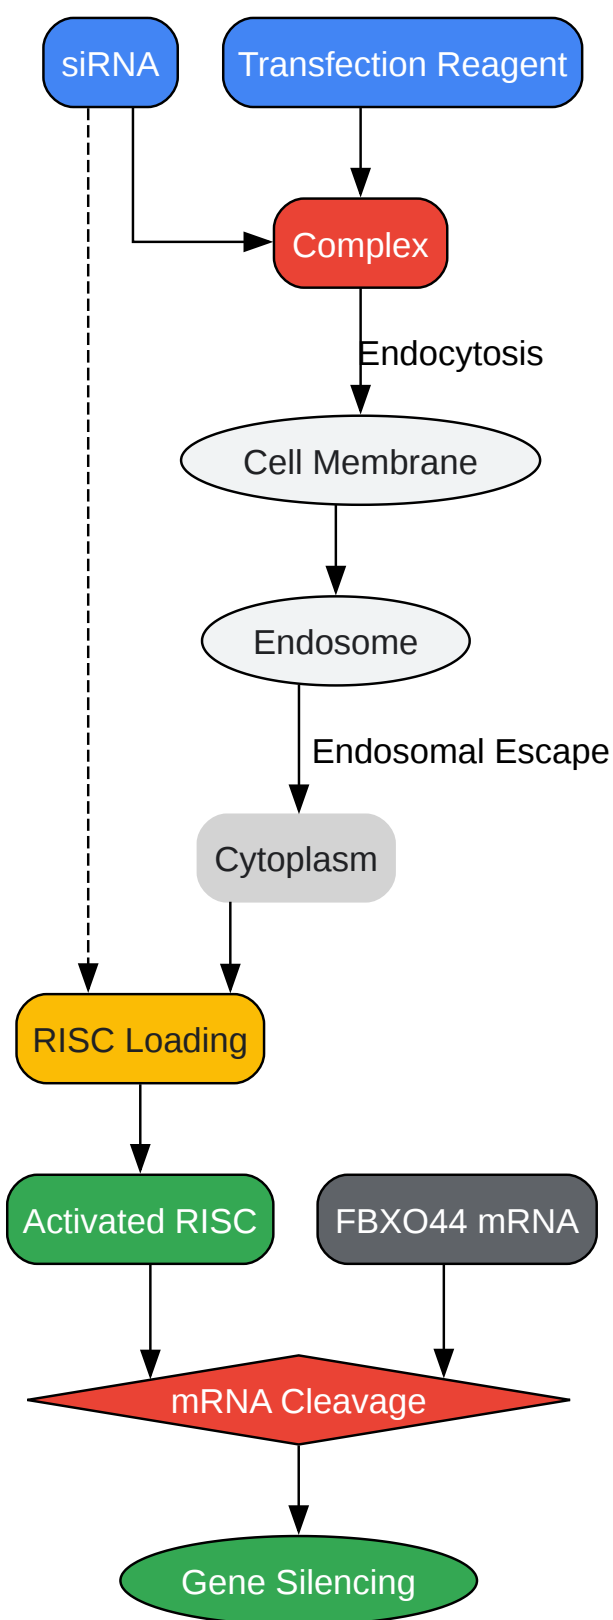 siRNA
Transfection Reagent
Complex
Endocytosis
Cell Membrane
Endosome
Endosomal Escape
Cytoplasm
RISC Loading
Activated RISC
FBXO44 mRNA
mRNA Cleavage
Gene Silencing